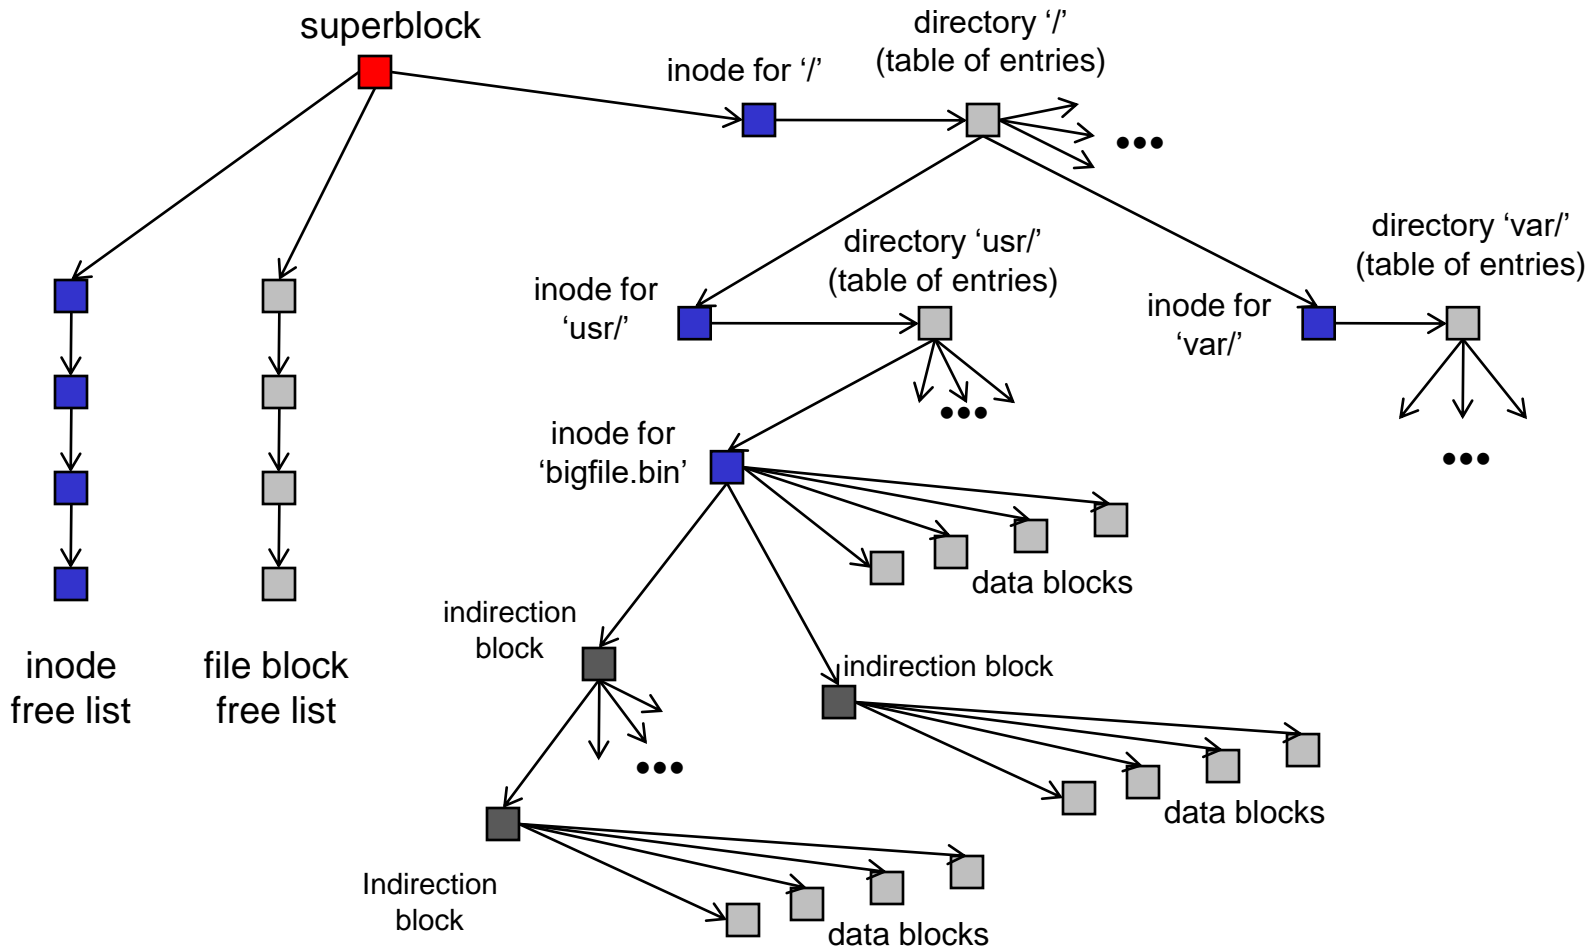 superblock
directory ‘/’
(table of entries)
inode for ‘/’
directory ‘usr/’
(table of entries)
directory ‘var/’
(table of entries)
inode for
‘usr/’
inode for
‘var/’
inode for
‘bigfile.bin’
data blocks
indirection
block
indirection block
inode
free list
file block
free list
data blocks
Indirection
block
data blocks